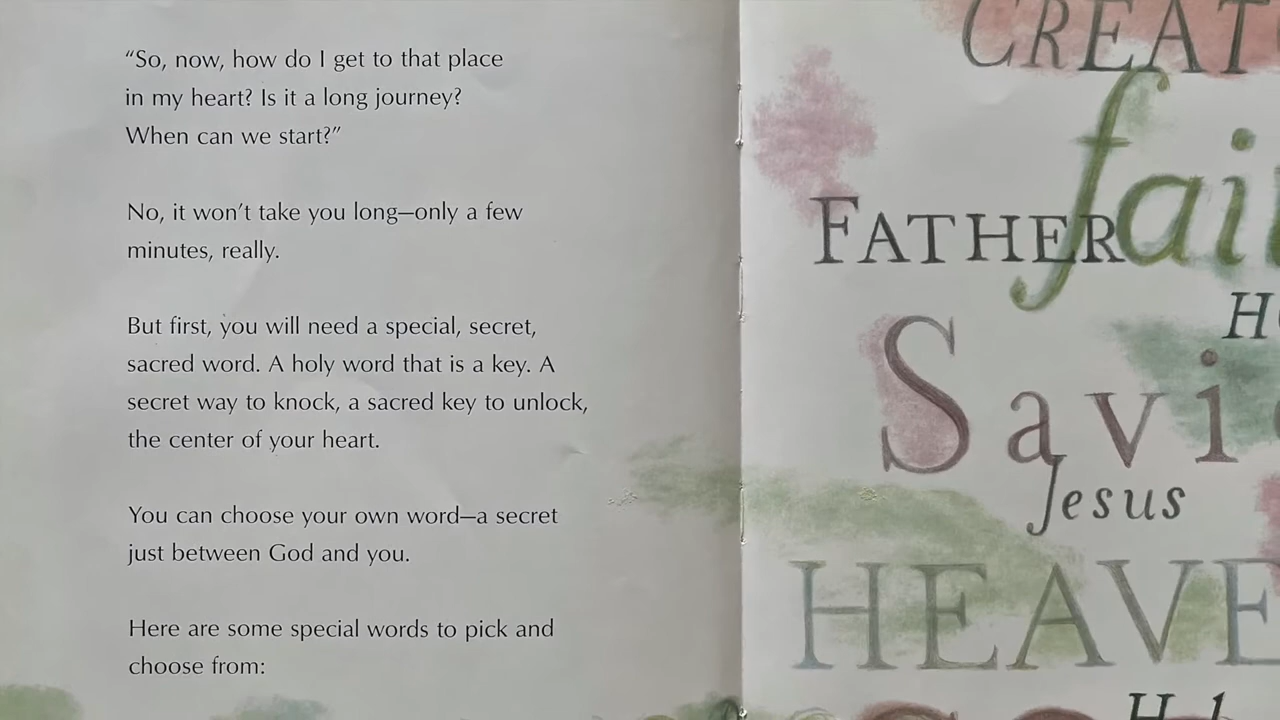 “So, now, how do I get to that place
in my heart? Is it a long journey?
When can we start?”
No, it won’t take you long—only a few
minutes, really.
But first, you will need a special, secret,
sacred word. A holy word that is a key. A
secret way to knock, a sacred key to unlock,
the center of your heart.
You can choose your own word—a secret
just between God and you.
Here are some special words to pick and
choose from:
CREAT
fai
FATHER
H
Savi
Jesus
HEAVE